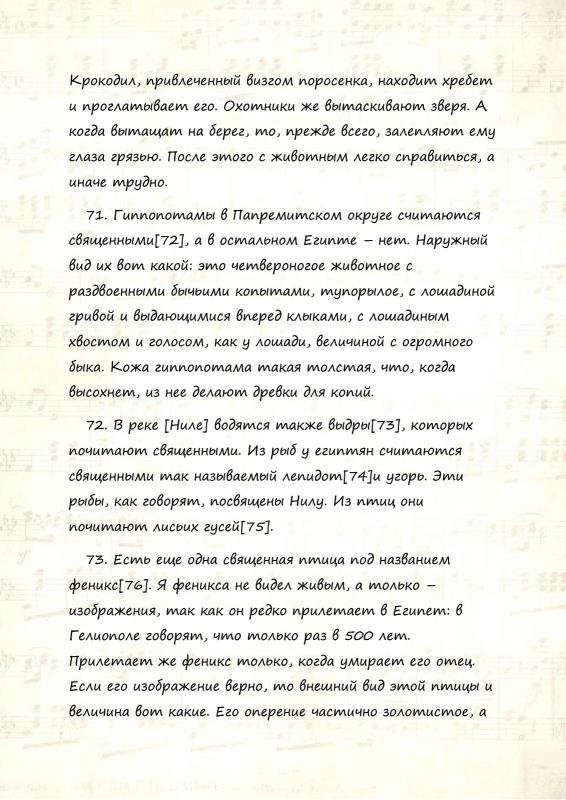 Крокодил, привлеченный визгом поросенка, находит хребет
и проглатывает его. Охотники же вытаскивают зверя. А
когда вытащат на берег, то, прежде всего, залепляют ему
глаза грязью. После этого с животным легко справиться, а
иначе трудно.
71. Гиппопотамы в Папремитском округе считаются
священными[72], а в остальном Египте – нет. Наружный
вид их вот какой: это четвероногое животное с
раздвоенными бычьими копытами, тупорылое, с лошадиной
гривой и выдающимися вперед клыками, с лошадиным
хвостом и голосом, как у лошади, величиной с огромного
быка. Кожа гиппопотама такая толстая, что, когда
высохнет, из нее делают древки для копий.
72. В реке [Ниле] водятся также выдры[73], которых
почитают священными. Из рыб у египтян считаются
священными так называемый лепидот[74]и угорь. Эти
рыбы, как говорят, посвящены Нилу. Из птиц они
почитают лисьих гусей[75].
73. Есть еще одна священная птица под названием
феникс[76]. Я феникса не видел живым, а только –
изображения, так как он редко прилетает в Египет: в
Гелиополе говорят, что только раз в 500 лет.
Прилетает же феникс только, когда умирает его отец.
Если его изображение верно, то внешний вид этой птицы и
величина вот какие. Его оперение частично золотистое, а